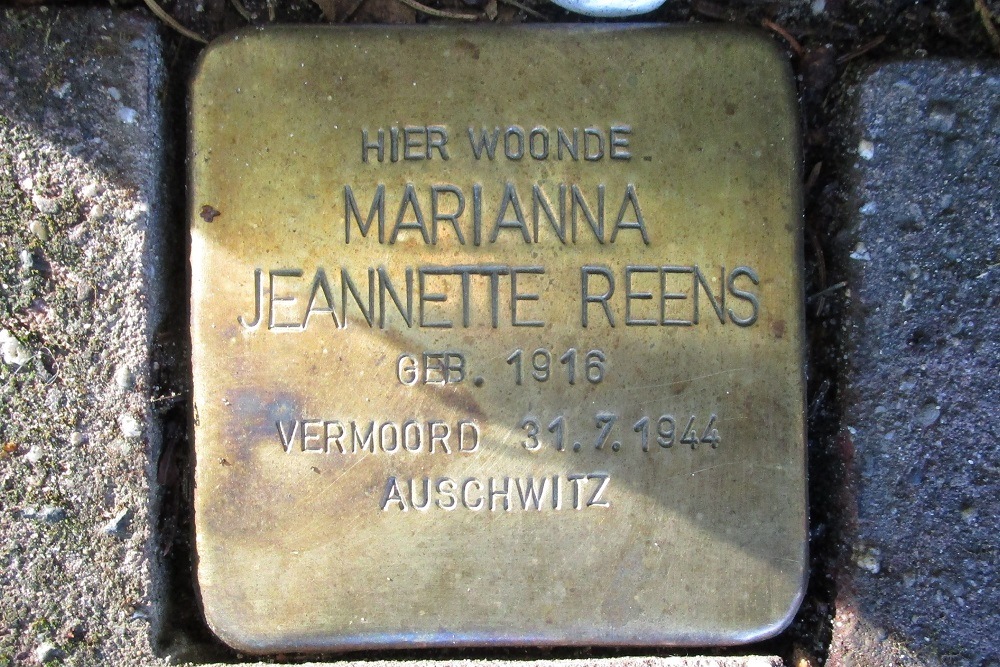 HIER WOONDE
MARIANNA
JEANNETTE REENS
GEB. 1916
VERMOORD 31.7.1944
AUSCHWITZ